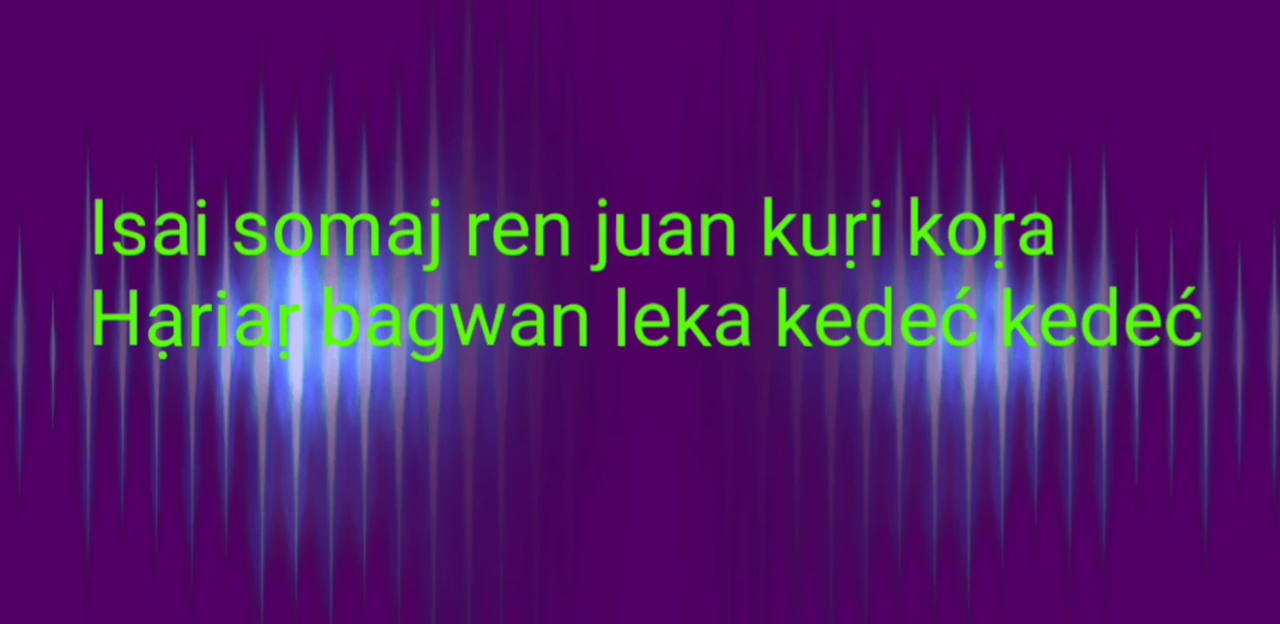 Isai somaj ren juan kuṛi koṛa
Hạriaṛ bagwan leka kedeć kedeć